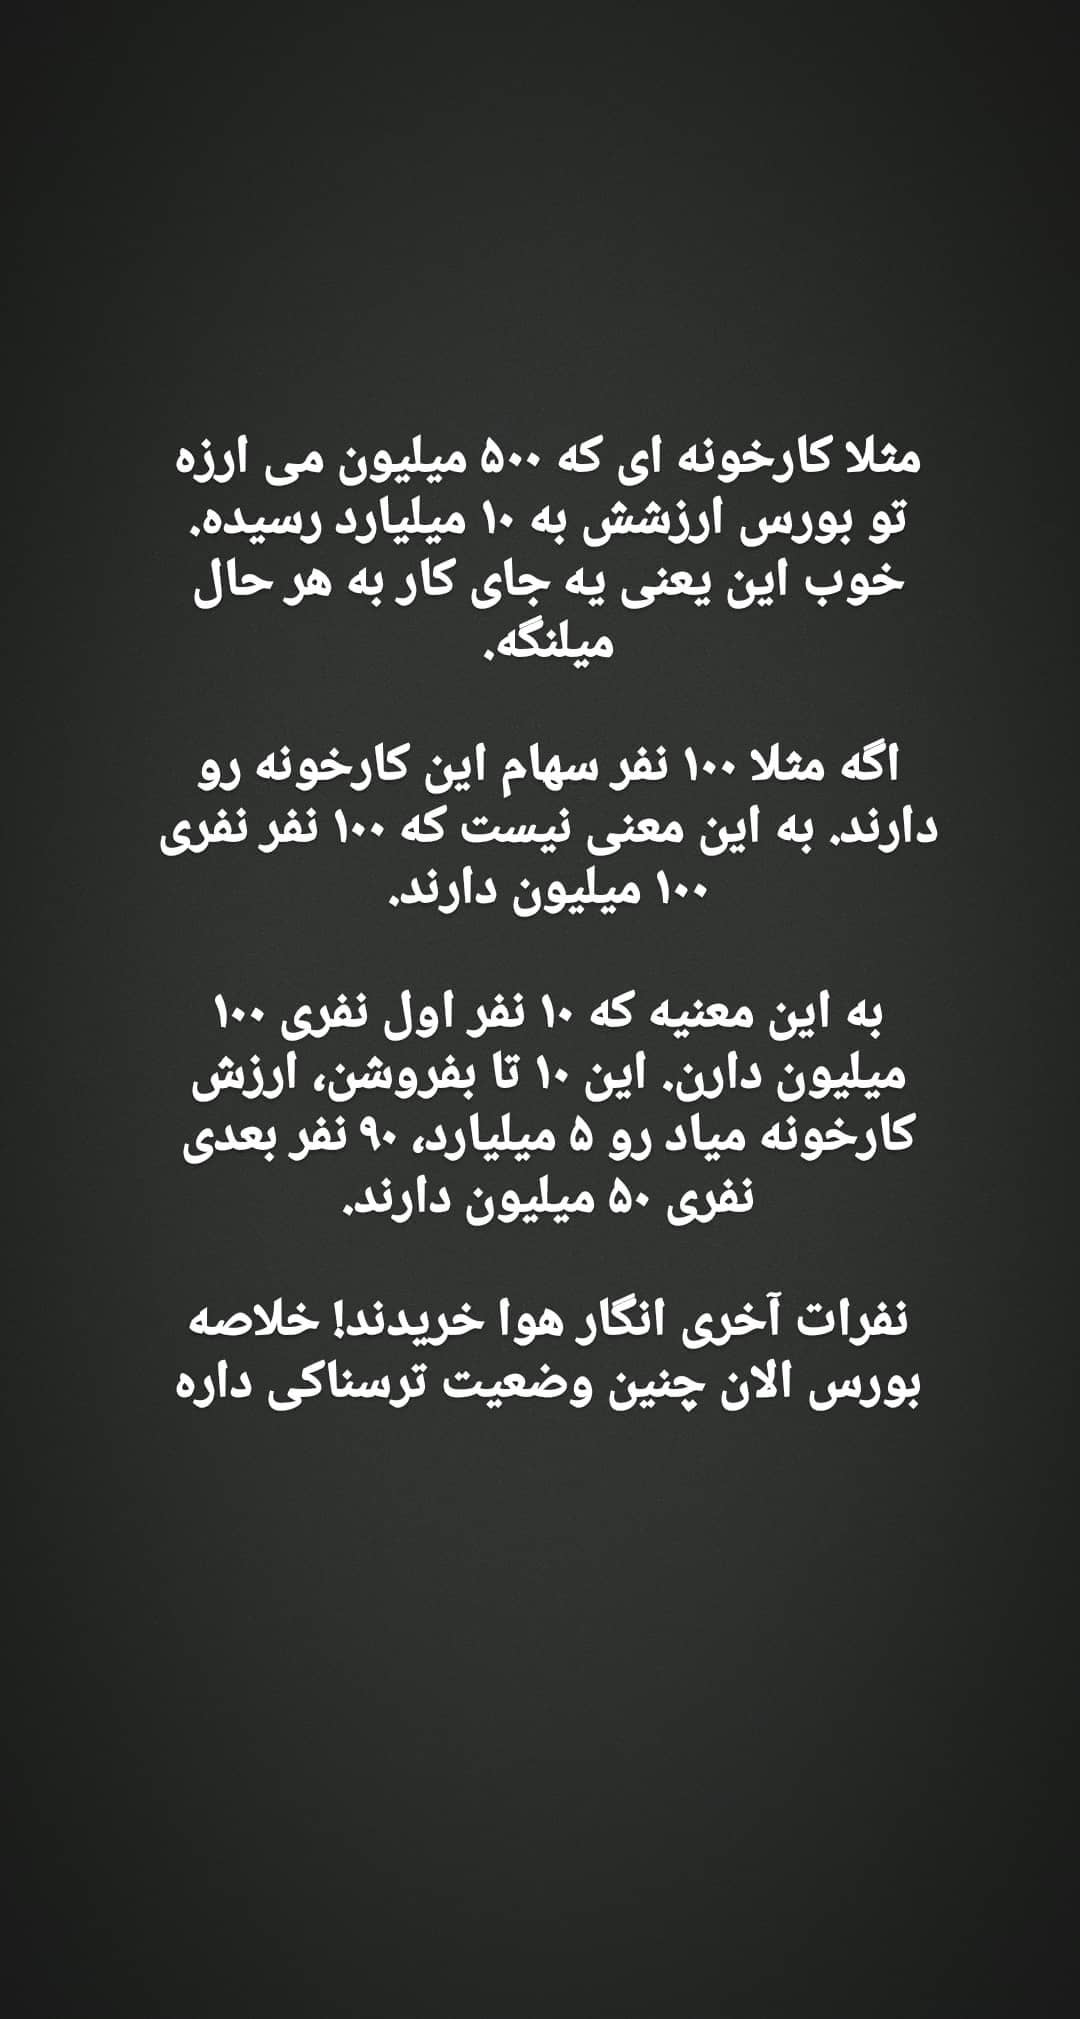 مثلا کارخونه ای که ۵۰۰ میلیون می ارزه
تو بورس ارزشش به ۱۰ میلیارد رسیده.
خوب این یعنی یه جای کار به هر حال
میلنگه.
اگه مثلا ۱۰۰ نفر سهام این کارخونه رو
دارند. به این معنی نیست که ۱۰۰ نفر نفری
۱۰۰ میلیون دارند.
به این معنیه که ۱۰ نفر اول نفری ۱۰۰
میلیون دارن. این ۱۰ تا بفروشن، ارزش
کارخونه میاد رو ۵ میلیارد، ۹۰ نفر بعدی
نفری ۵۰ میلیون دارند.
نفرات آخری انگار هوا خریدند! خلاصه
بورس الان چنین وضعیت ترسناکی داره